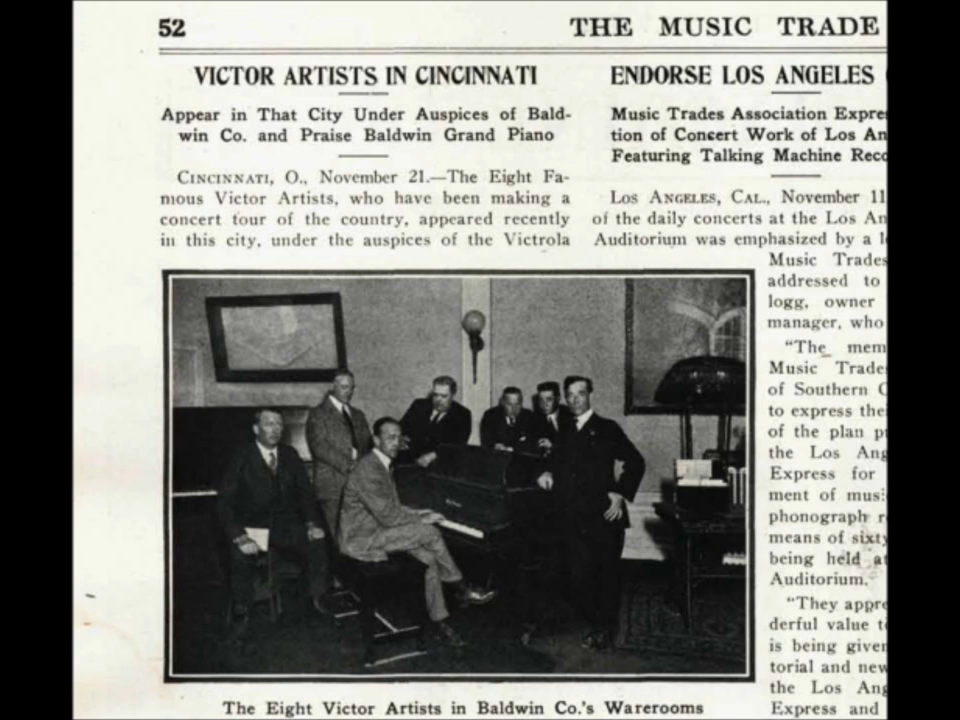 52
THE MUSIC TRADE
VICTOR ARTISTS IN CINCINNATI
Appear in That City Under Auspices of Bald-
win Co. and Praise Baldwin Grand Piano
CINCINNATI, O., November 21.—The Eight Fa-
mous Victor Artists, who have been making a
concert tour of the country, appeared recently
in this city, under the auspices of the Victrola
The Eight Victor Artists in Baldwin Co.'s Warerooms
ENDORSE LOS ANGELES
Music Trades Association Expre
tion of Concert Work of Los An
Featuring Talking Machine Reco
LOS ANGELES, CAL., November 11
of the daily concerts at the Los An
Auditorium was emphasized by a l
Music Trades
addressed to
logg, owner
manager, who
"The mem
Music Trade
of Southern C
to express the
of the plan p
the Los Ang
Express for
ment of musi
phonograph r
means of sixty
being held at
Auditorium.
"They appre
derful value t
is being given
torial and new
the Los Ang
Express and